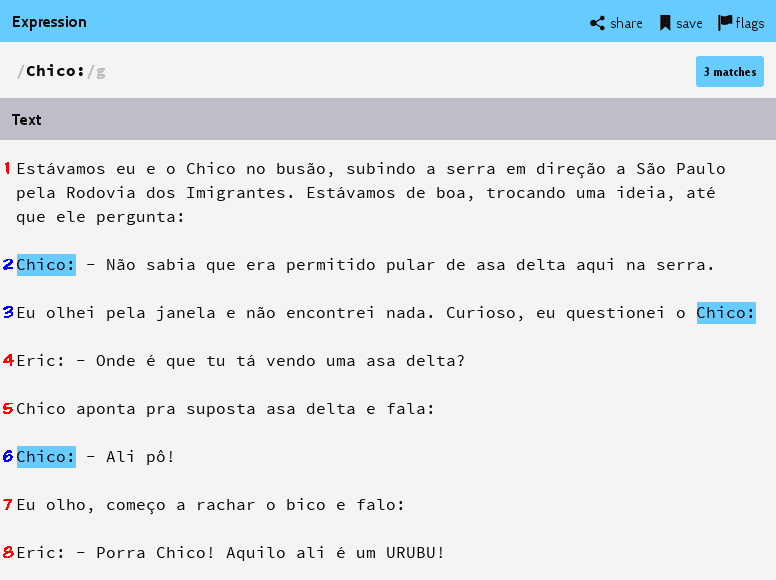 Expression
share save flags
/Chico:/g
3 matches
Text
1 Estávamos eu e o Chico no busão, subindo a serra em direção a São Paulo
pela Rodovia dos Imigrantes. Estávamos de boa, trocando uma ideia, até
que ele pergunta:
2 Chico: – Não sabia que era permitido pular de asa delta aqui na serra.
3 Eu olhei pela janela e não encontrei nada. Curioso, eu questionei o Chico:
4 Eric: – Onde é que tu tá vendo uma asa delta?
5 Chico aponta pra suposta asa delta e fala:
6 Chico: – Ali pô!
7 Eu olho, começo a rachar o bico e falo:
8 Eric: – Porra Chico! Aquilo ali é um URUBU!